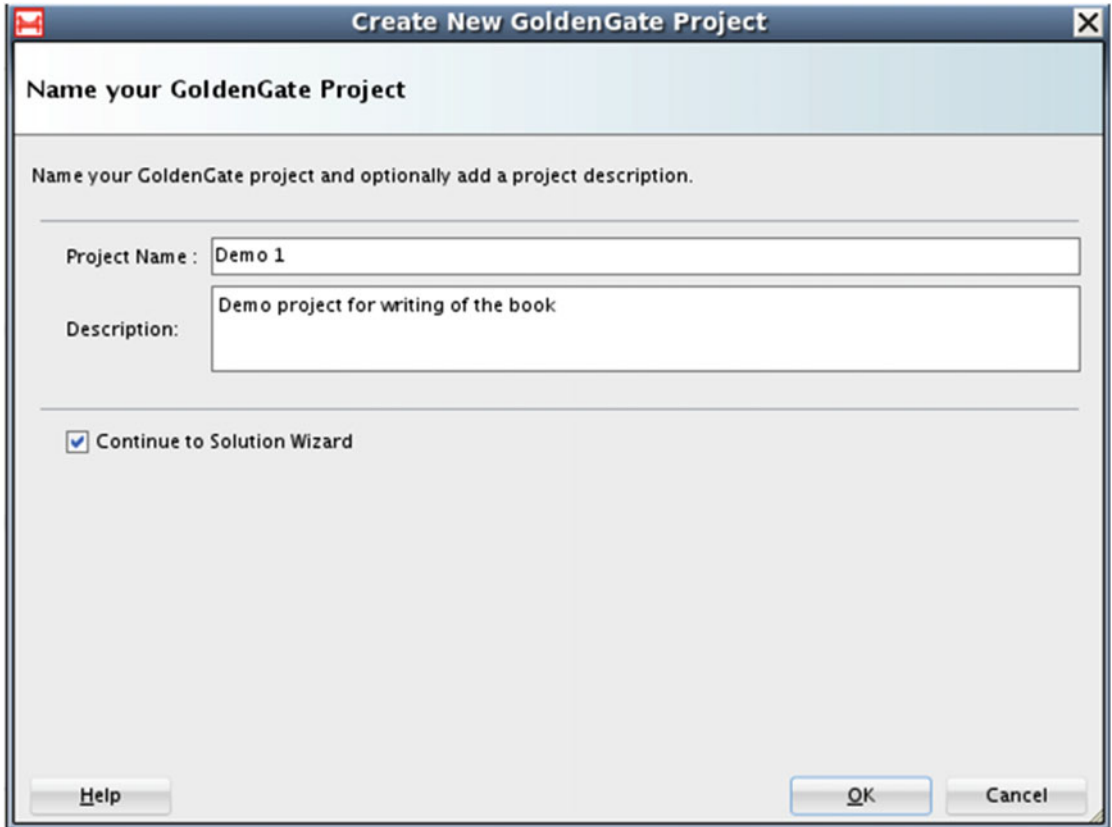 Create New GoldenGate Project
Name your GoldenGate Project
Name your GoldenGate project and optionally add a project description.
Project Name : Demo 1
Description: Demo project for writing of the book
Continue to Solution Wizard
Help OK Cancel